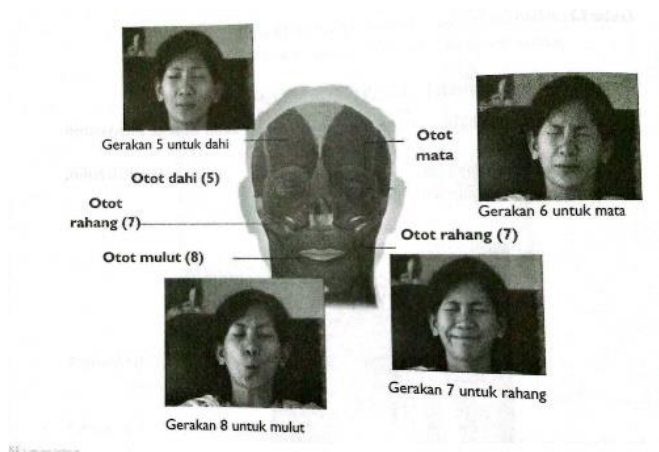 Gerakan 5 untuk dahi
Otot
mata
Otot dahi (5)
Gerakan 6 untuk mata
Otot
rahang (7)
Otot rahang (7)
Otot mulut (8)
Gerakan 7 untuk rahang
Gerakan 8 untuk mulut